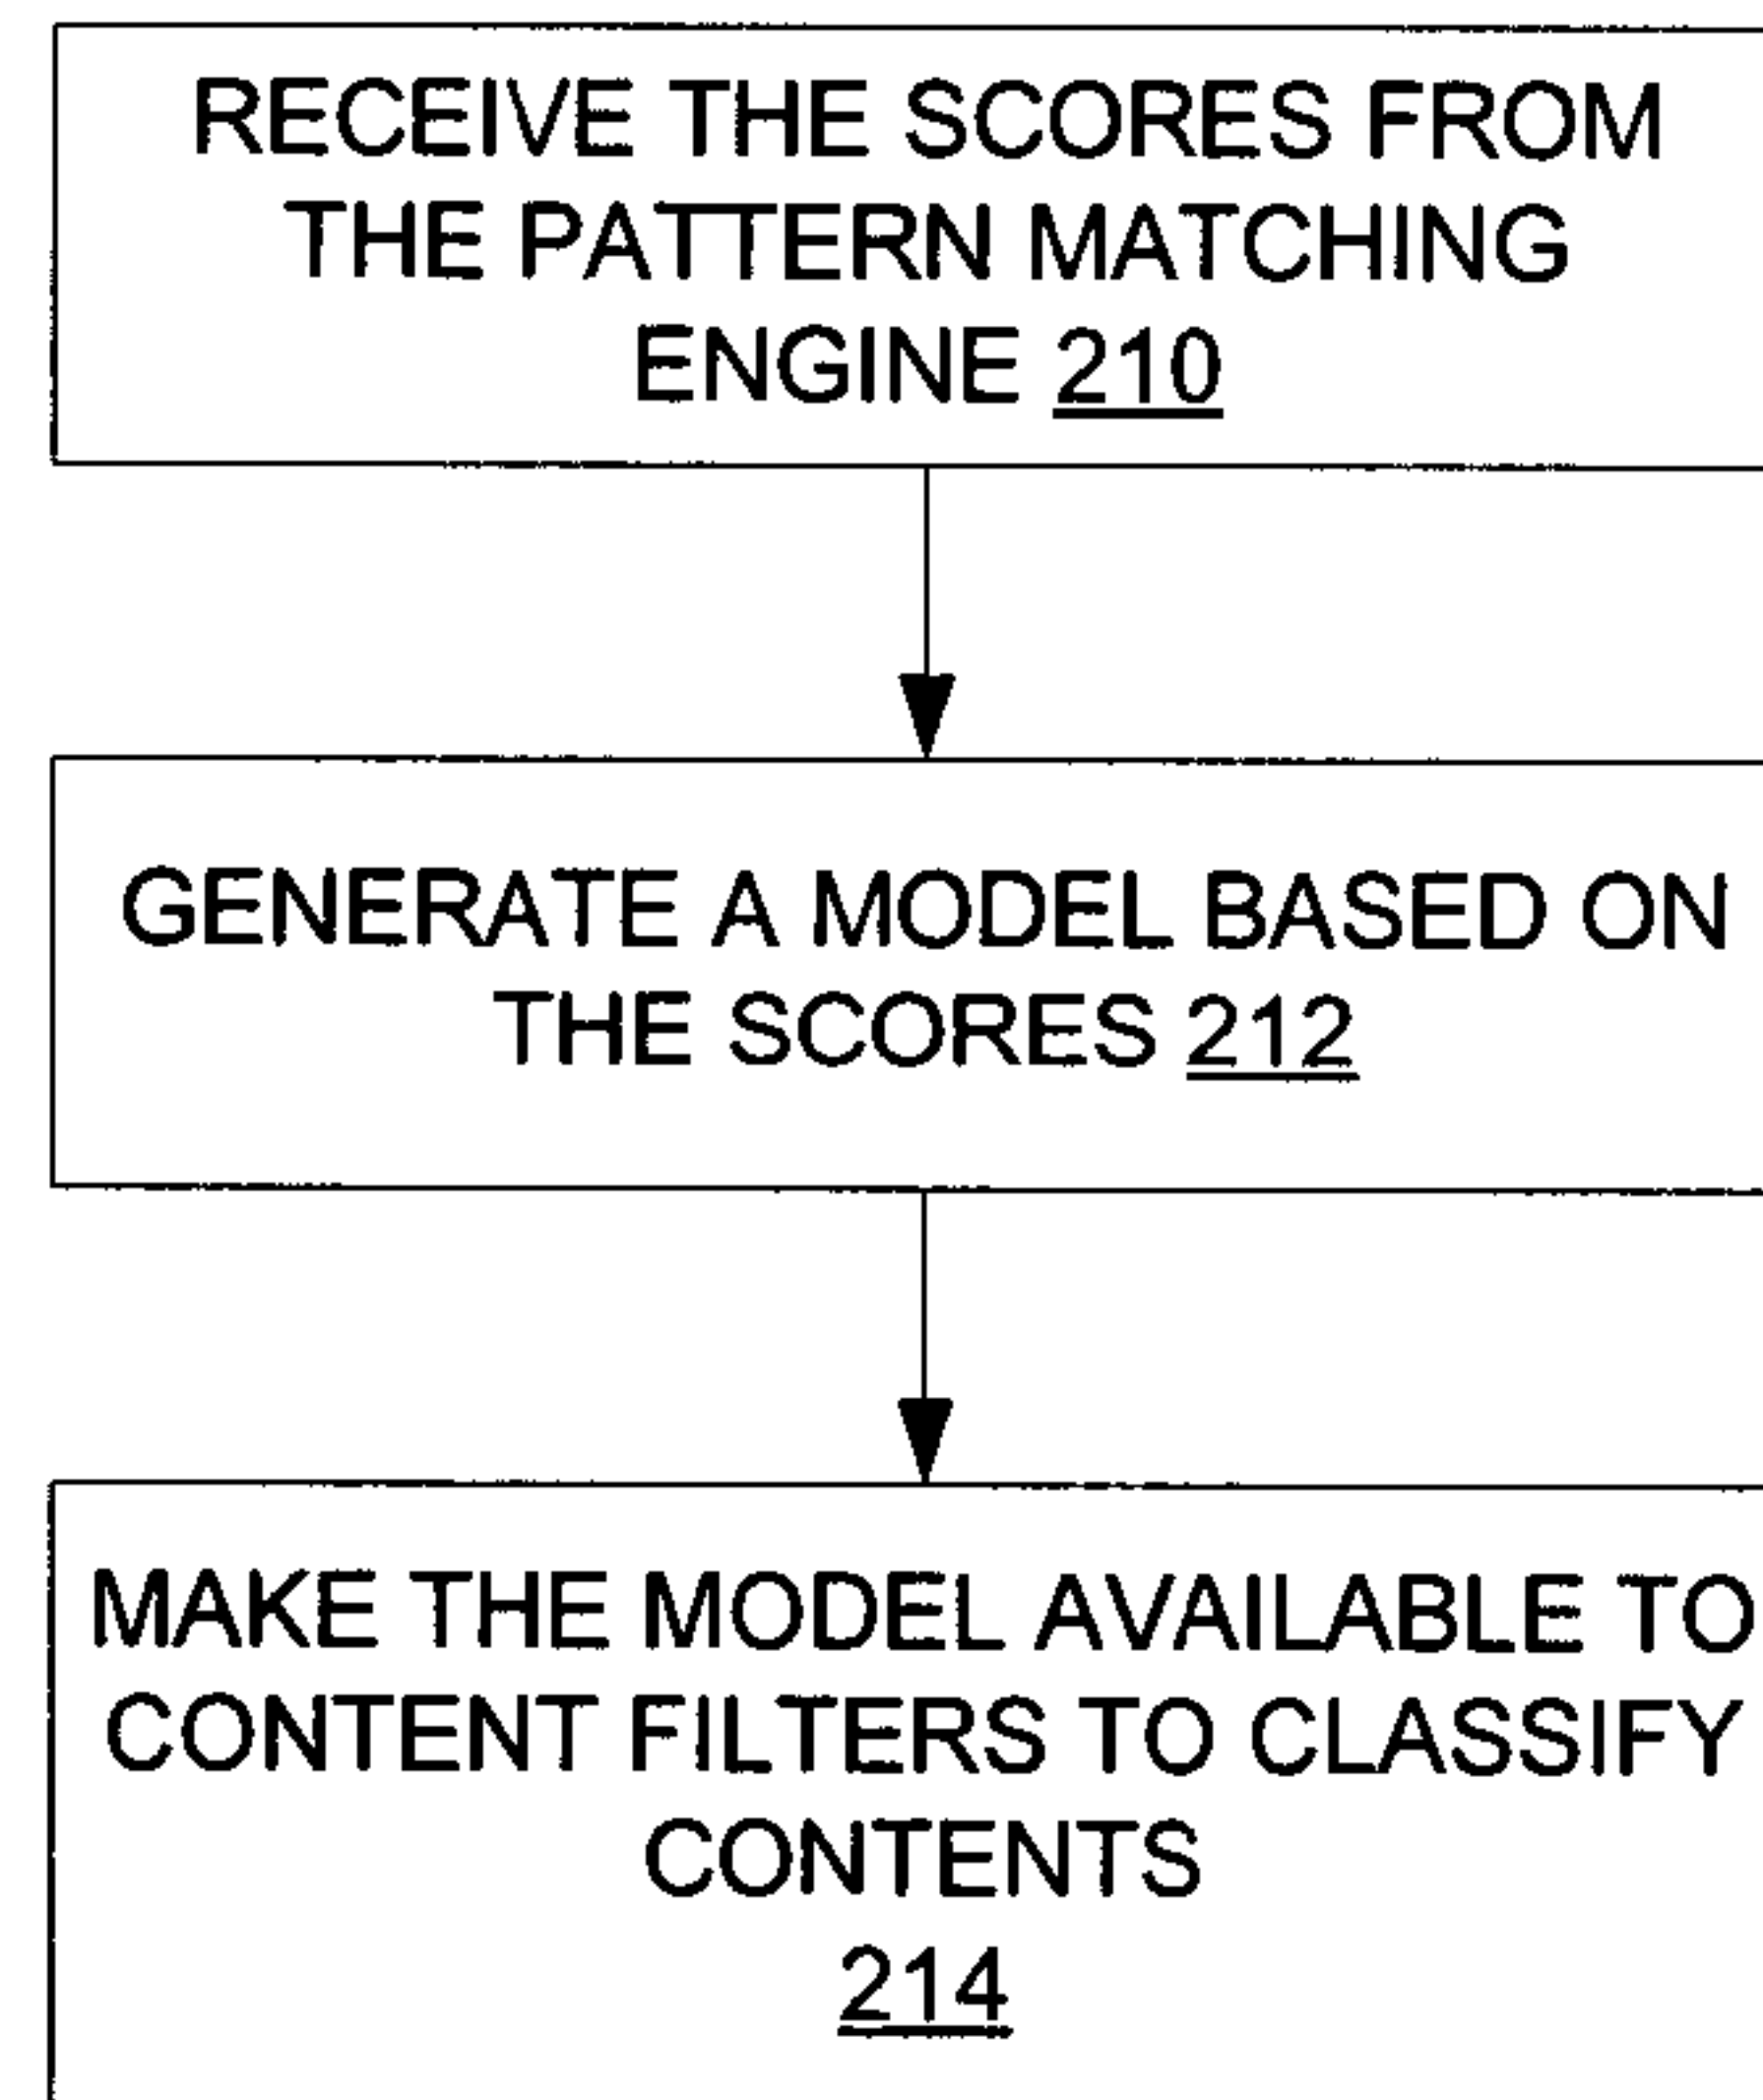 RECEIVE THE SCORES FROM
THE PATTERN MATCHING
ENGINE 210
GENERATE A MODEL BASED ON
THE SCORES 212
MAKE THE MODEL AVAILABLE TO
CONTENT FILTERS TO CLASSIFY
CONTENTS
214